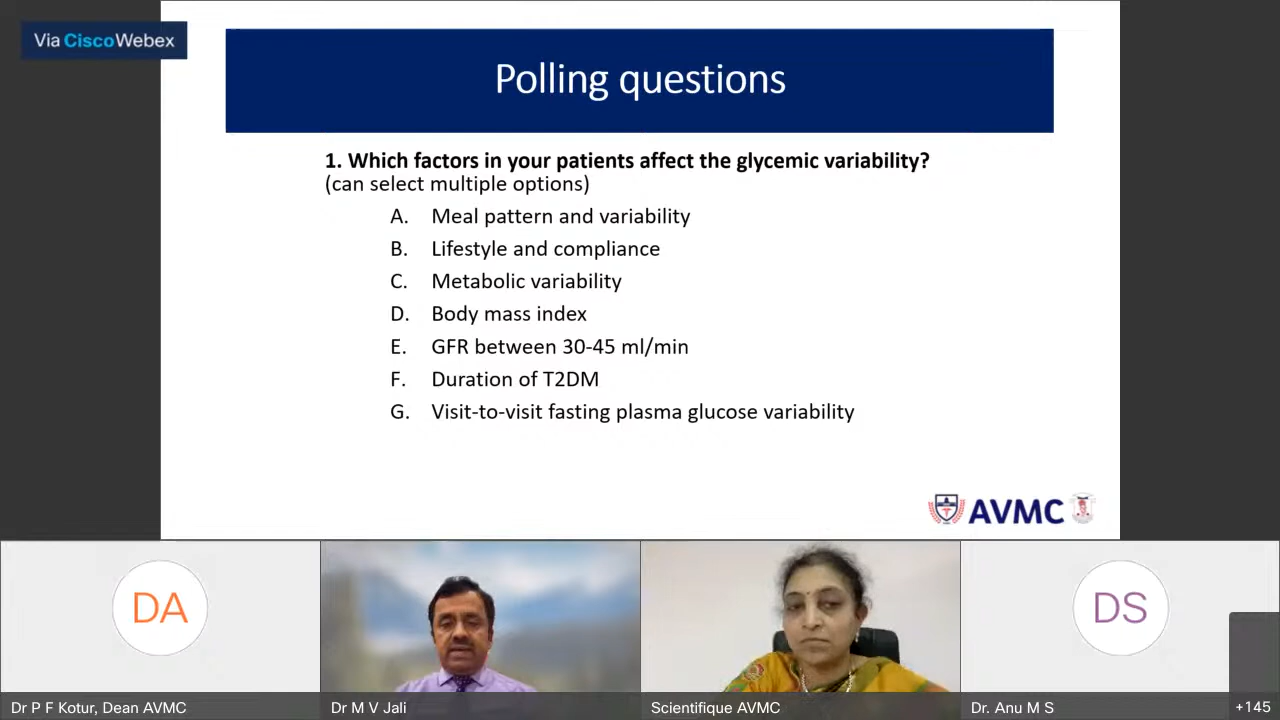 Via CiscoWebex
Polling questions
1. Which factors in your patients affect the glycemic variability?
(can select multiple options)
A. Meal pattern and variability
B. Lifestyle and compliance
C. Metabolic variability
D. Body mass index
E. GFR between 30-45 ml/min
F. Duration of T2DM
G. Visit-to-visit fasting plasma glucose variability
AVMC
DA
DS
Dr P F Kotur, Dean AVMC
Dr M V Jali
Scientifique AVMC
Dr. Anu M S
+145